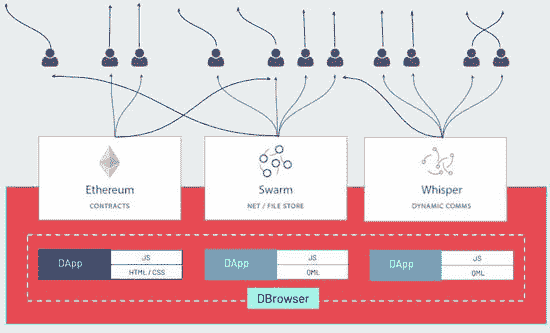 Ethereum
CONTRACTS
Swarm
NET / FILE STORE
Whisper
DYNAMIC COMMS
DApp
JS
HTML / CSS
DApp
JS
QML
DApp
JS
QML
DBrowser